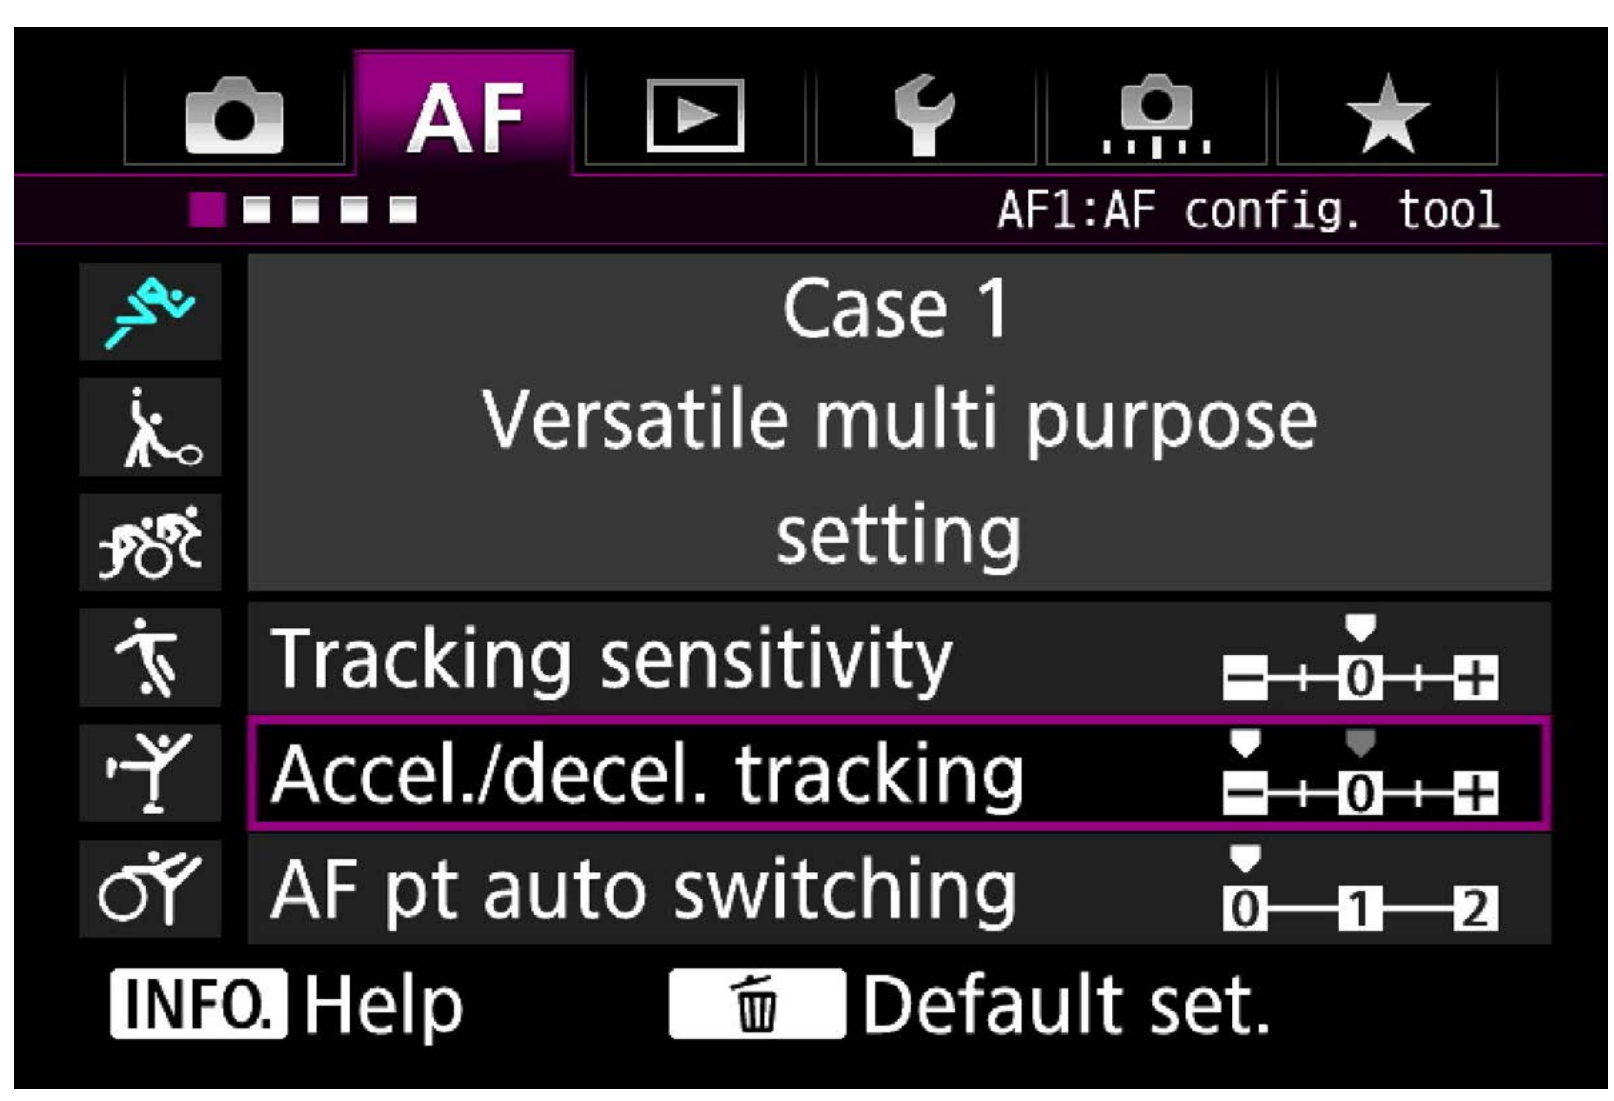 AF
AF1:AF config. tool
Case 1
Versatile multi purpose
setting
Tracking sensitivity
- 0 +
Accel./decel. tracking
- 0 +
AF pt auto switching
0 1 2
INFO. Help
Default set.